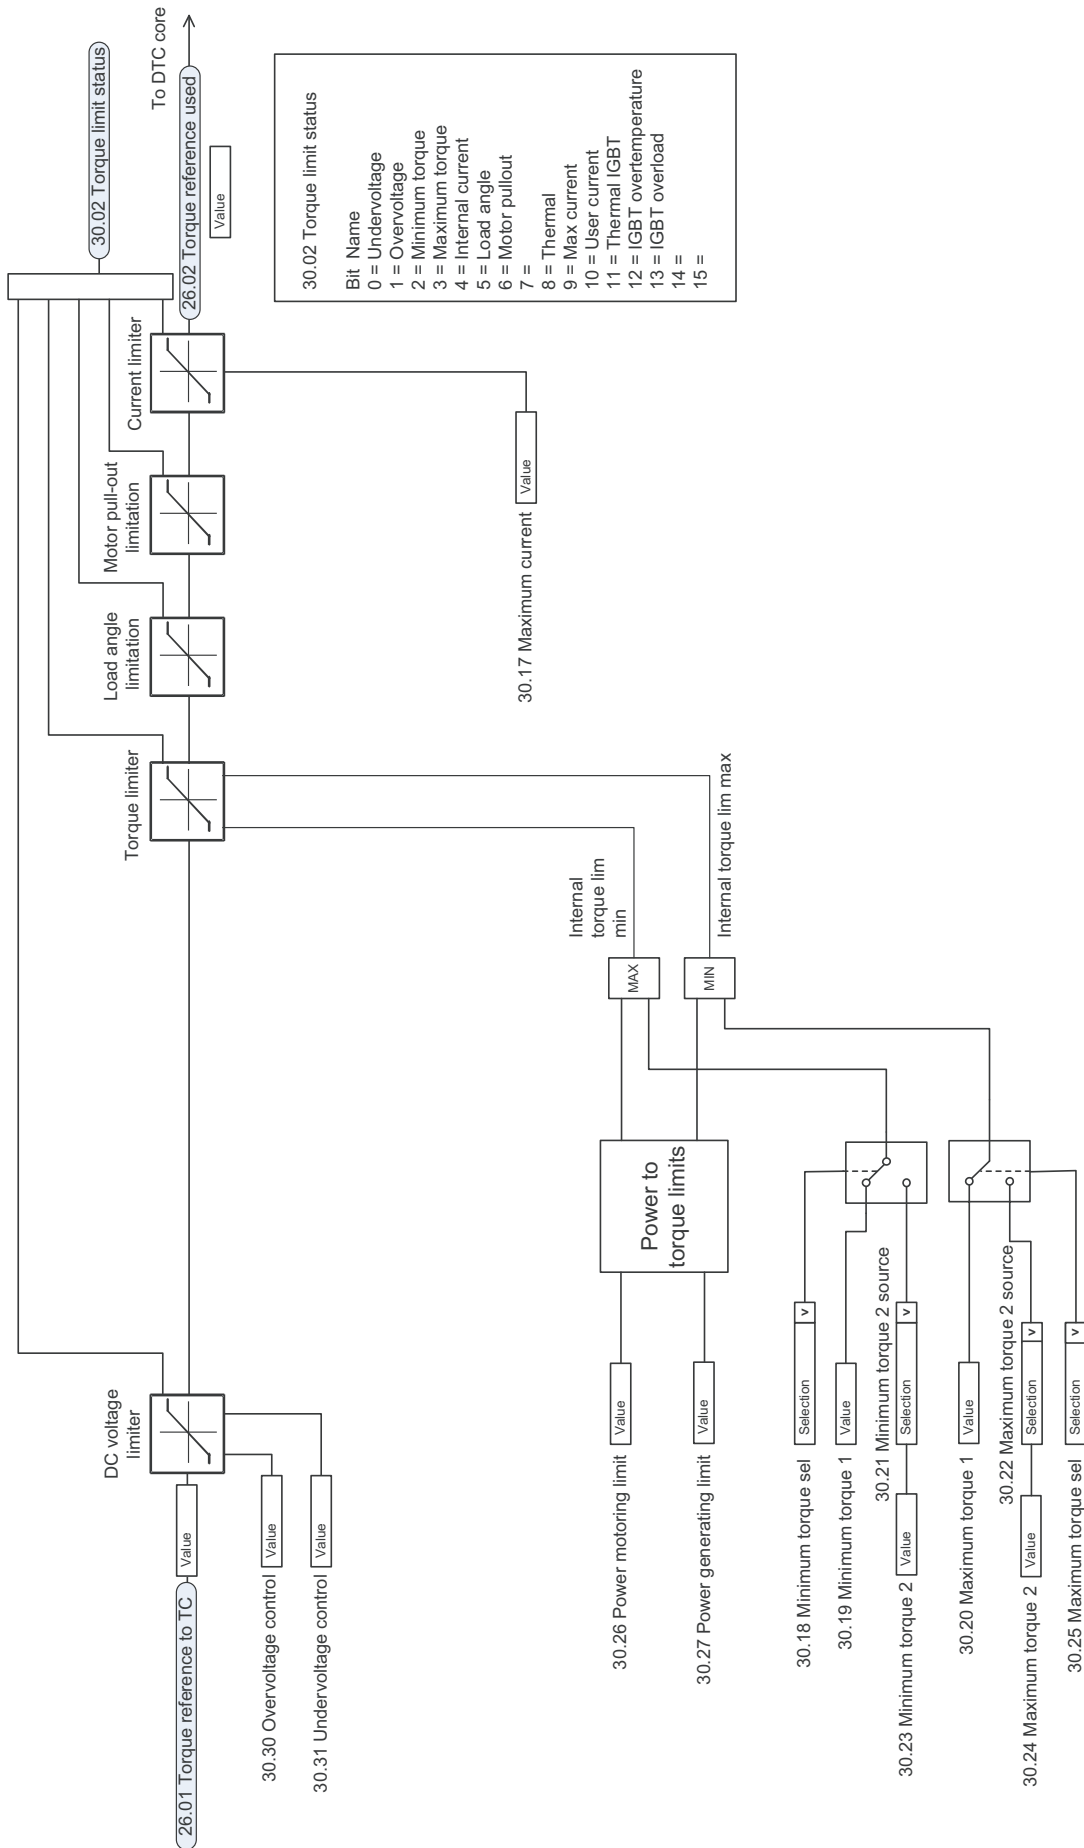 30.02 Torque limit status
To DTC core
26.01 Torque reference to TC
Value
DC voltage
limiter
Torque limiter
Load angle
limitation
Motor pull-out
limitation
Current limiter
26.02 Torque reference used
Value
30.30 Overvoltage control
Value
30.31 Undervoltage control
Value
30.02 Torque limit status
Bit Name
0 = Undervoltage
1 = Overvoltage
2 = Minimum torque
3 = Maximum torque
4 = Internal current
5 = Load angle
6 = Motor pullout
7 =
8 = Thermal
9 = Max current
10 = User current
11 = Thermal IGBT
12 = IGBT overtemperature
13 = IGBT overload
14 =
15 =
30.17 Maximum current
Value
30.26 Power motoring limit
Value
30.27 Power generating limit
Value
Power to
torque limits
MAX
Internal
torque lim
min
MIN
Internal torque lim max
30.18 Minimum torque sel
Selection
v
30.19 Minimum torque 1
Value
30.21 Minimum torque 2 source
30.23 Minimum torque 2
Value
Selection
v
30.20 Maximum torque 1
Value
30.22 Maximum torque 2 source
30.24 Maximum torque 2
Value
Selection
v
30.25 Maximum torque sel
Selection
v